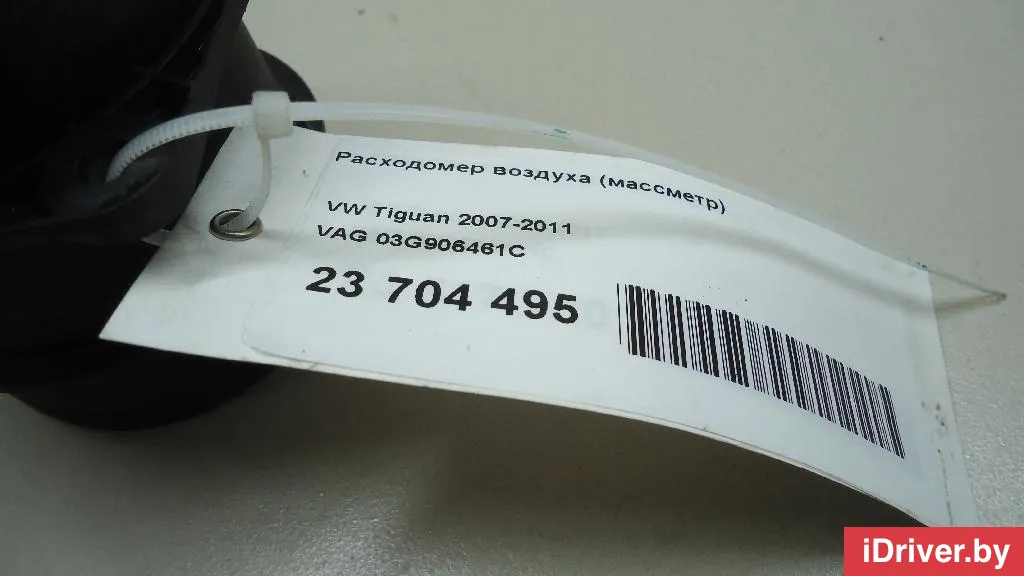 Расходомер воздуха (массметр)
VW Tiguan 2007-2011
VAG 03G906461C
23 704 495
iDriver.by